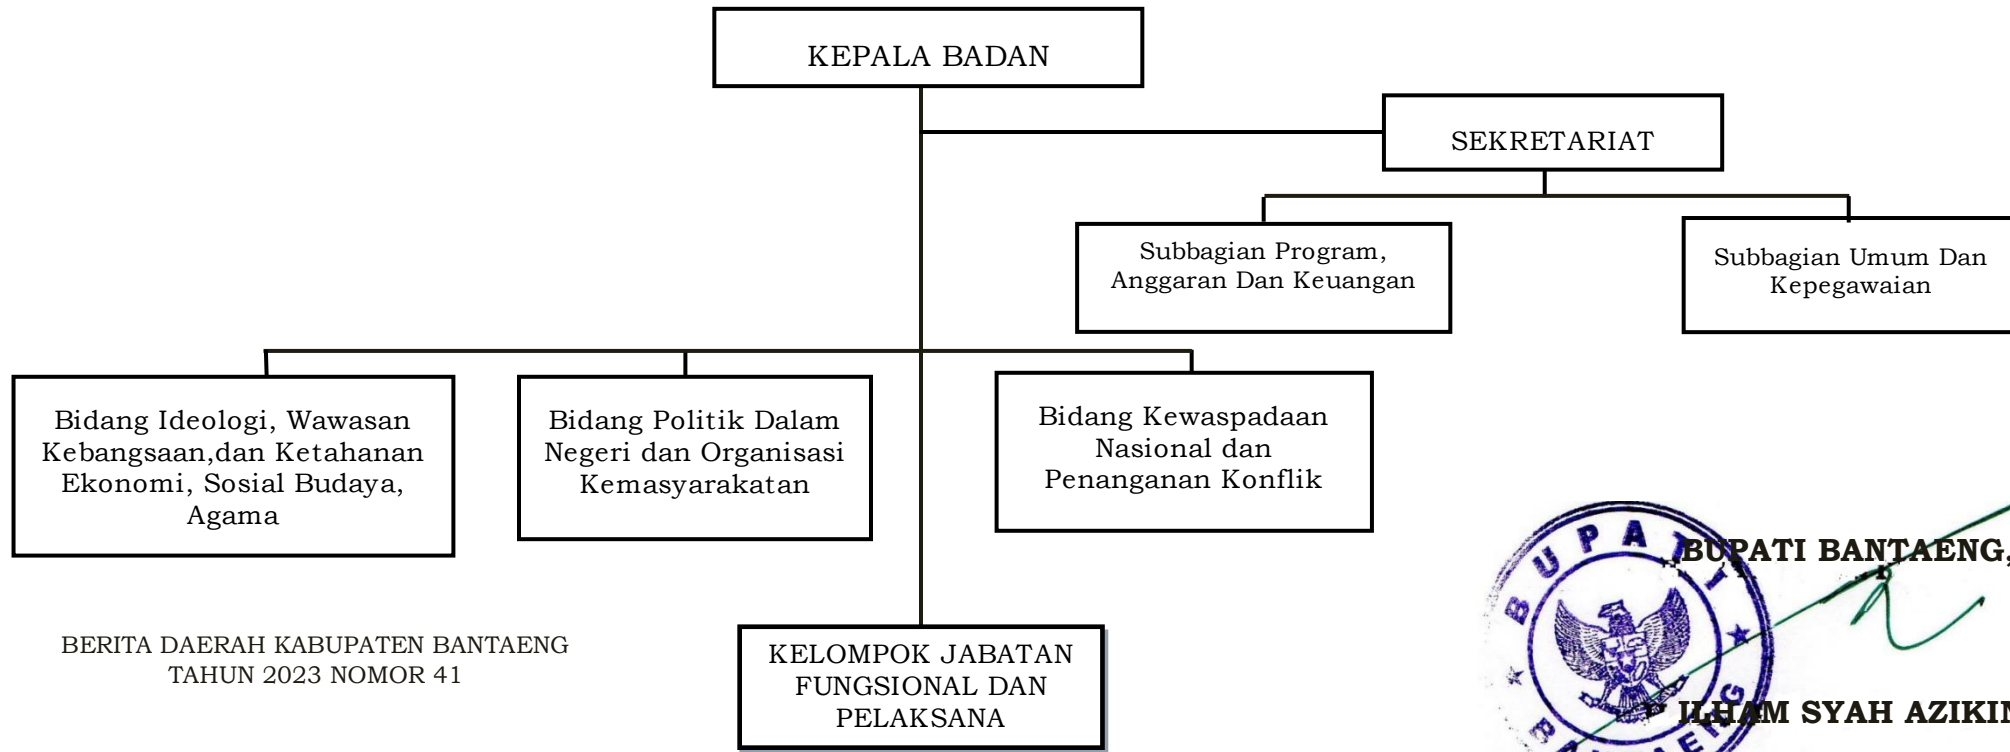 KEPALA BADAN
SEKRETARIAT
Subbagian Program,
Anggaran Dan Keuangan
Subbagian Umum Dan
Kepegawaian
Bidang Ideologi, Wawasan
Kebangsaan,dan Ketahanan
Ekonomi, Sosial Budaya,
Agama
Bidang Politik Dalam
Negeri dan Organisasi
Kemasyarakatan
Bidang Kewaspadaan
Nasional dan
Penanganan Konflik
KELOMPOK JABATAN
FUNGSIONAL DAN
PELAKSANA
BERITA DAERAH KABUPATEN BANTAENG
TAHUN 2023 NOMOR 41
BUPATI
BUPATI BANTAENG,
ILHAM SYAH AZIKIN